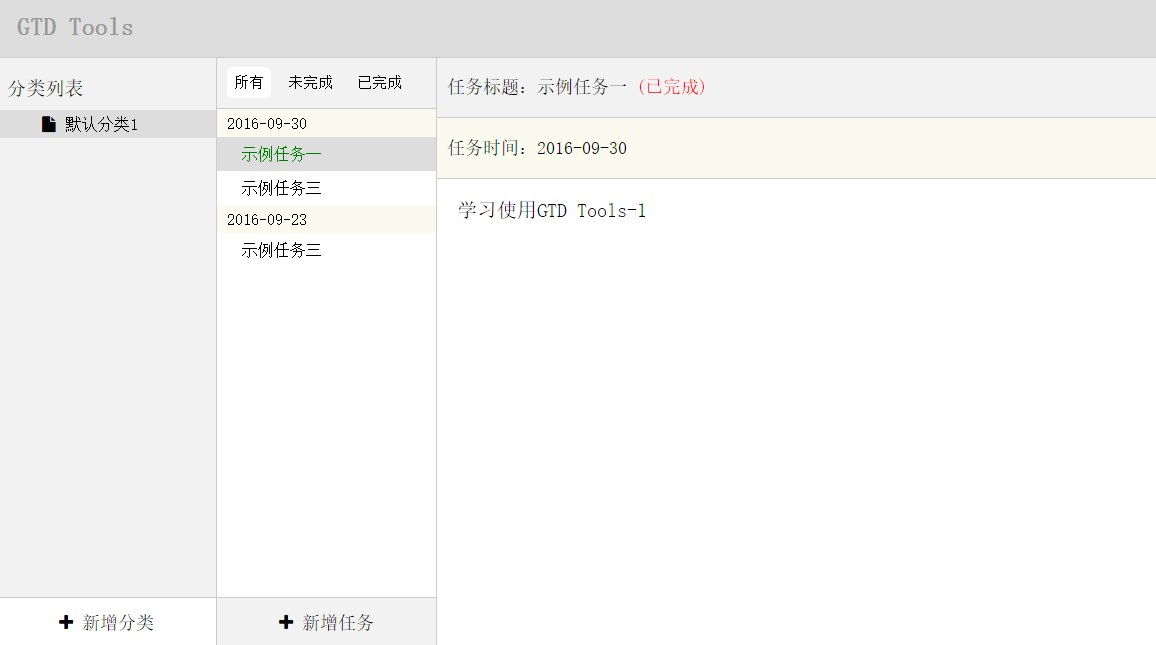 GTD Tools
分类列表
默认分类1
新增分类
所有 未完成 已完成
2016-09-30
示例任务一
示例任务三
2016-09-23
示例任务三
新增任务
任务标题：示例任务一 (已完成)
任务时间：2016-09-30
学习使用GTD Tools-1